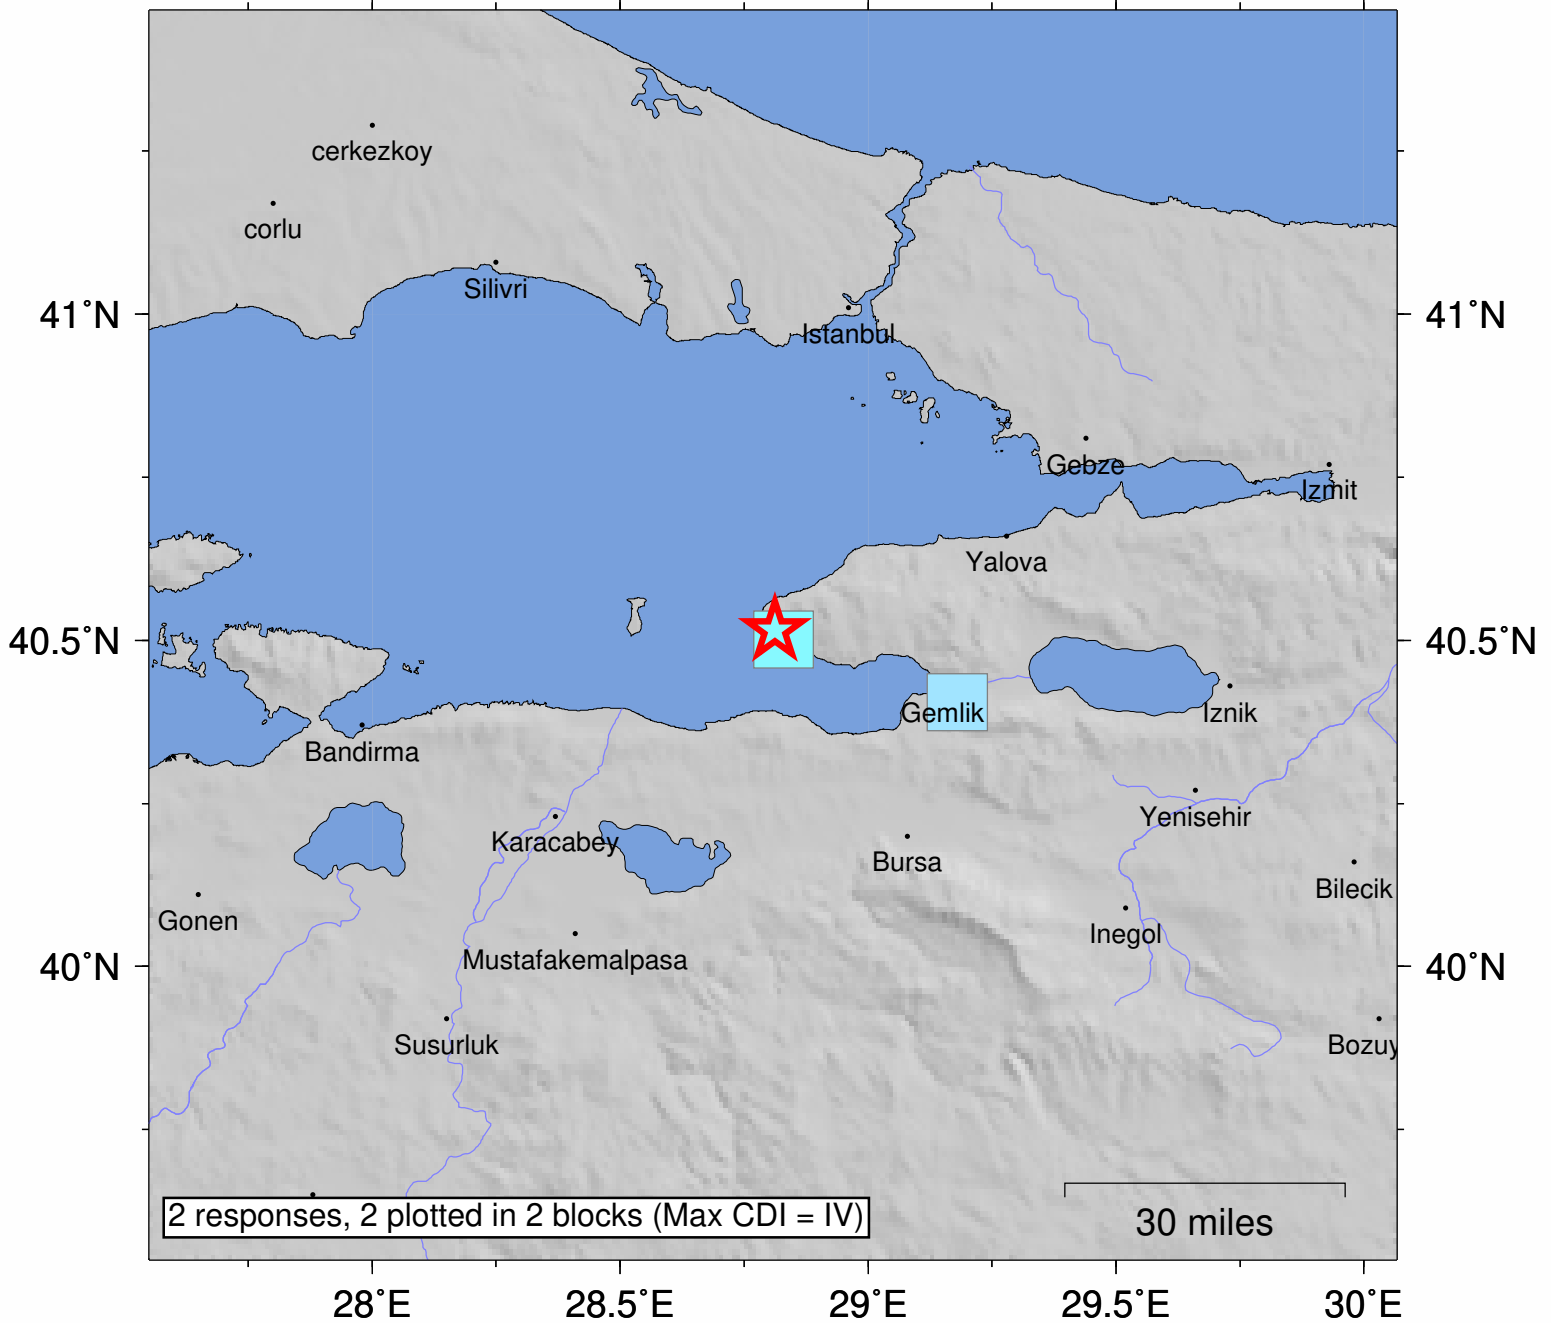 cerkezkoy
corlu
Silivri
41˚N
41˚N
Istanbul
Gebze
Izmit
Yalova
40.5˚N
40.5˚N
Gemlik
Iznik
Bandirma
Yenisehir
Karacabey
Bursa
Bilecik
Gonen
Inegol
Mustafakemalpasa
40˚N
40˚N
Susurluk
Bozuy
2 responses, 2 plotted in 2 blocks (Max CDI = IV)
30 miles
28˚E
28.5˚E
29˚E
29.5˚E
30˚E